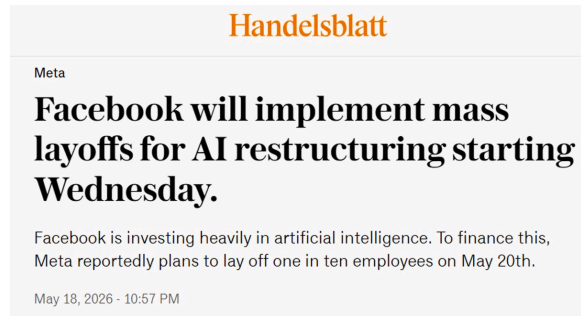 Handelsblatt
Meta
Facebook will implement mass
layoffs for AI restructuring starting
Wednesday.
Facebook is investing heavily in artificial intelligence. To finance this,
Meta reportedly plans to lay off one in ten employees on May 20th.
May 18, 2026 - 10:57 PM